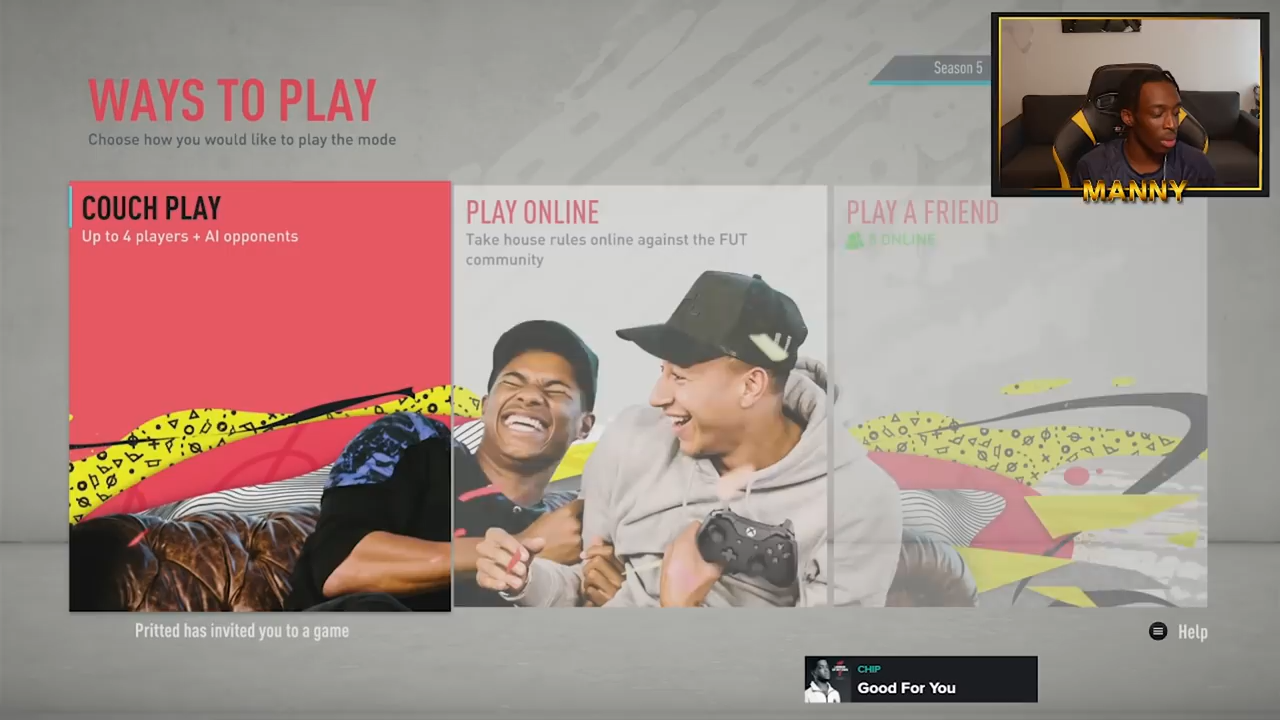 WAYS TO PLAY
Choose how you would like to play the mode
Season 5
MANNY
COUCH PLAY
Up to 4 players + AI opponents
PLAY ONLINE
Take house rules online against the FUT
community
PLAY A FRIEND
8 ONLINE
Pritted has invited you to a game
Help
CHIP
Good For You